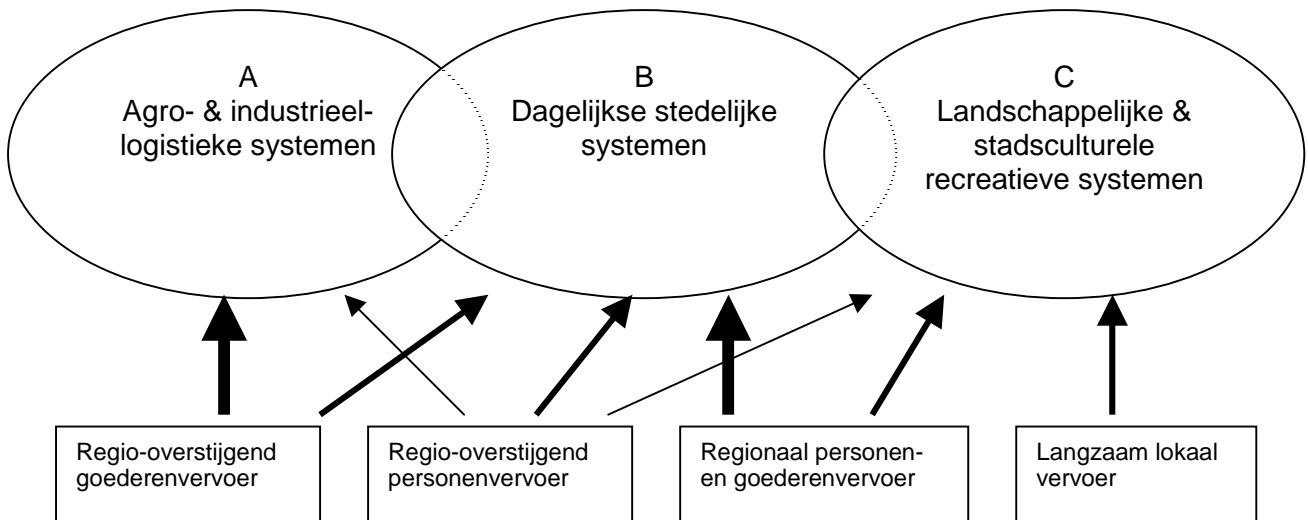 A
Agro- & industrieel-
logistieke systemen
B
Dagelijkse stedelijke
systemen
C
Landschappelijke &
stadsculturele
recreatieve systemen
Regio-overstijgend
goederenvervoer
Regio-overstijgend
personenvervoer
Regionaal personen-
en goederenvervoer
Langzaam lokaal
vervoer